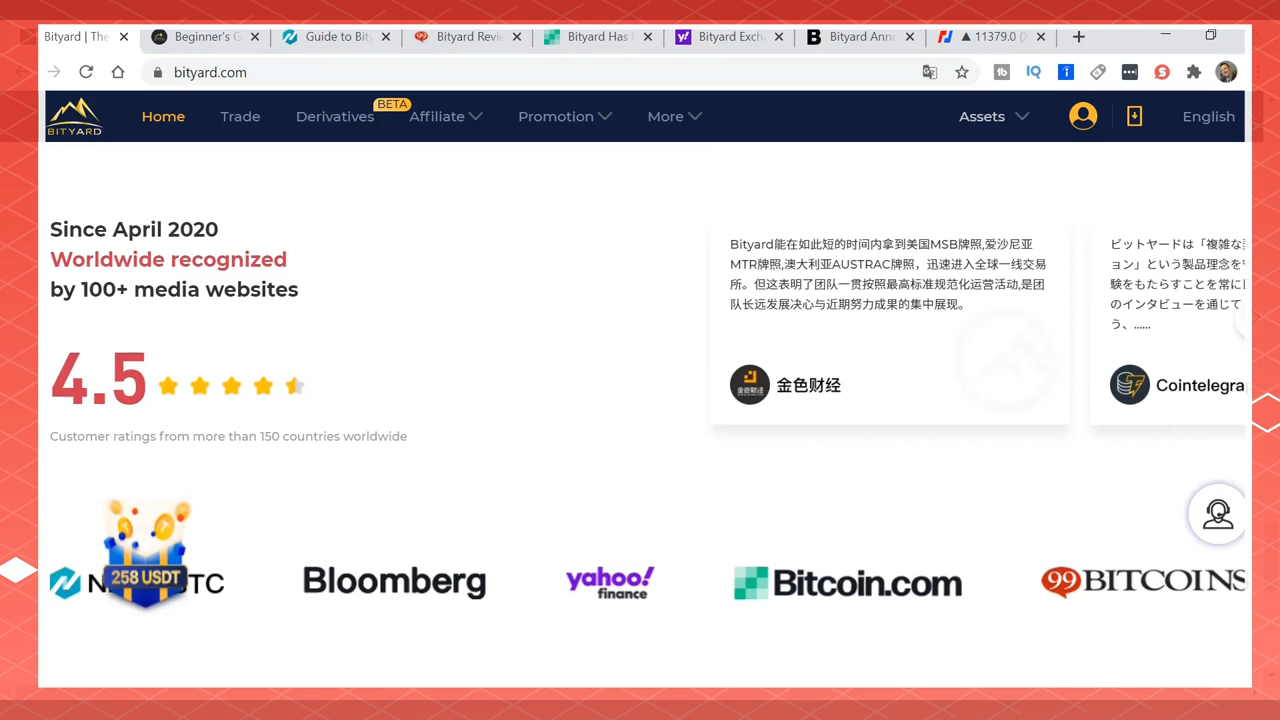 Bityard | The
Beginner's G
Guide to Bity
Bityard Revie
Bityard Has
Yahoo Bityard Exch
Bityard Anno
▲ 11379.0 (
bityard.com
BITYARD
Home
Trade
Derivatives
BETA
Affiliate
Promotion
More
Assets
English
Since April 2020
Worldwide recognized
by 100+ media websites
4.5
Customer ratings from more than 150 countries worldwide
Bityard能在如此短的时间内拿到美国MSB牌照,爱沙尼亚
MTR牌照,澳大利亚AUSTRAC牌照，迅速进入全球一线交易
所。但这表明了团队一贯按照最高标准规范化运营活动,是团
队长远发展决心与近期努力成果的集中展现。
金色财经
ビットヤードは「複雑な
ョン」という製品理念を
験をもたらすことを常に
のインタビューを通じて
う、......
Cointelegra
258 USDT
N TC
Bloomberg
yahoo!
finance
Bitcoin.com
99 BITCOINS